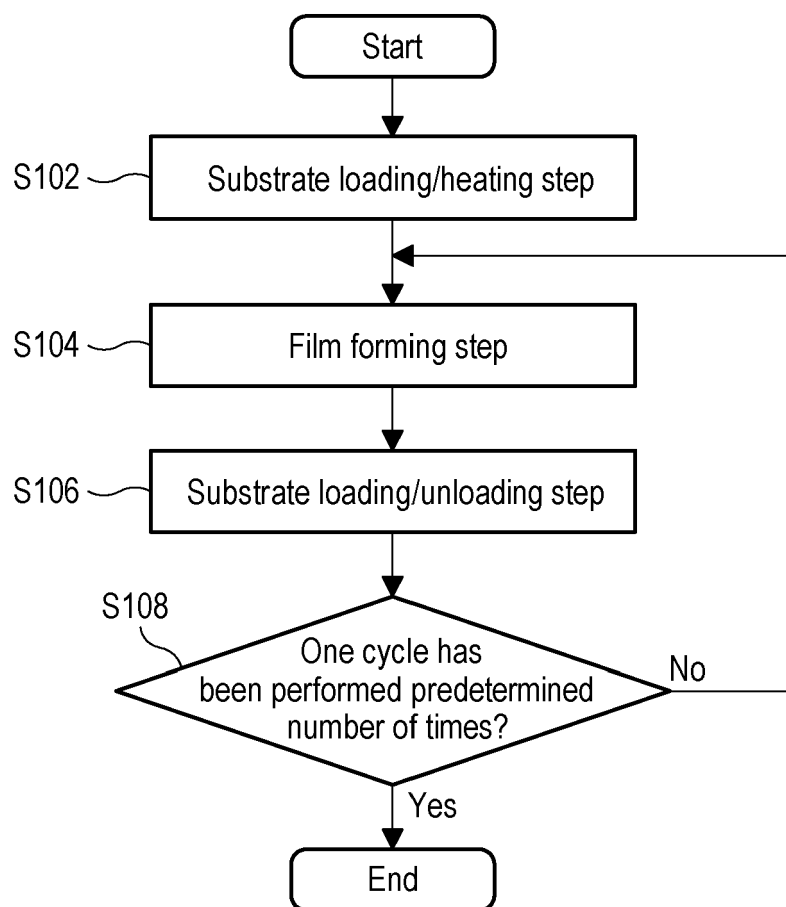 Start
S102
Substrate loading/heating step
S104
Film forming step
S106
Substrate loading/unloading step
S108
One cycle has
been performed predetermined
number of times?
No
Yes
End